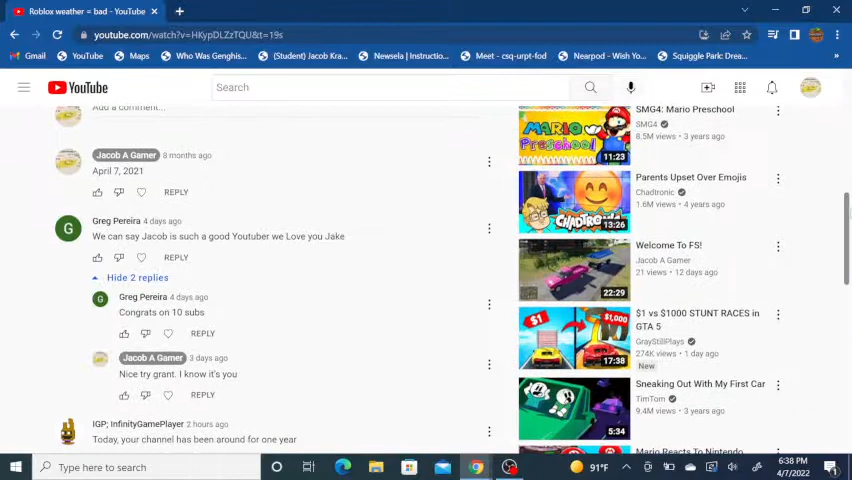 Roblox weather = bad - YouTube
youtube.com/watch?v=HKypDLZzTQU&t=19s
Gmail
YouTube
Maps
Who Was Genghis...
(Student) Jacob Kra...
Newsela | Instructio...
Meet - csq-urpt-fod
Nearpod - Wish You...
Squiggle Park: Drea...
»
YouTube
Search
Add a comment...
Jacob A Gamer 8 months ago
April 7, 2021
REPLY
Greg Pereira 4 days ago
We can say Jacob is such a good Youtuber we Love you Jake
REPLY
Hide 2 replies
Greg Pereira 4 days ago
Congrats on 10 subs
REPLY
Jacob A Gamer 3 days ago
Nice try grant. I know it's you
REPLY
IGP; InfinityGamePlayer 2 hours ago
Today, your channel has been around for one year
MARIO
Preschool
11:23
SMG4: Mario Preschool
SMG4
8.5M views • 3 years ago
CHADTRONIC
13:26
Parents Upset Over Emojis
Chadtronic
1.6M views • 4 years ago
22:29
Welcome To FS!
Jacob A Gamer
21 views • 12 days ago
$1
$1,000
17:38
$1 vs $1000 STUNT RACES in
GTA 5
GrayStillPlays
274K views • 1 day ago
New
5:34
Sneaking Out With My First Car
TimTom
9.4M views • 3 years ago
Mario Reacts To Nintendo
Type here to search
91°F
6:38 PM
4/7/2022
1